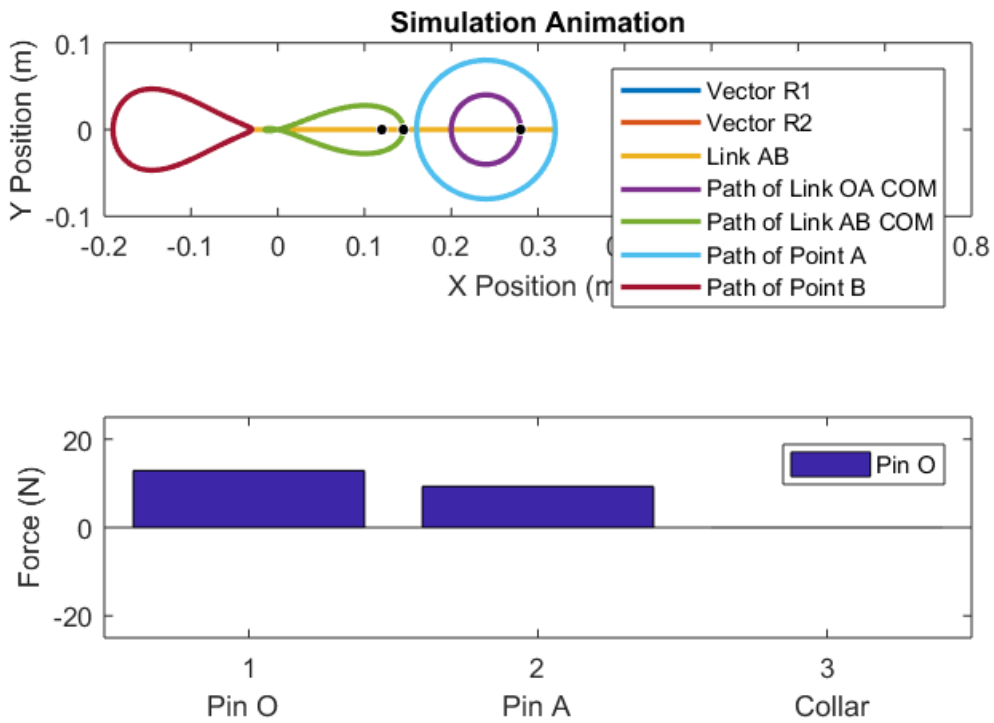 Simulation Animation
Y Position (m)
0.1
0
-0.1
-0.2
-0.1
0
0.1
0.2
0.3
0.8
X Position (m
Vector R1
Vector R2
Link AB
Path of Link OA COM
Path of Link AB COM
Path of Point A
Path of Point B
Force (N)
20
0
-20
Pin O
1
2
3
Pin O
Pin A
Collar